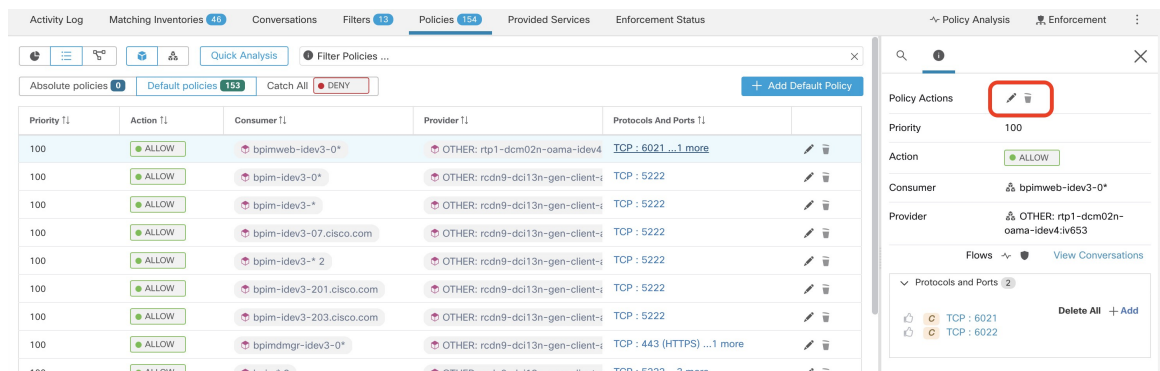 Activity Log Matching Inventories 46 Conversations Filters 13 Policies 154 Provided Services Enforcement Status Policy Analysis Enforcement
Quick Analysis Filter Policies ...
Absolute policies 0 Default policies 153 Catch All DENY + Add Default Policy
Priority Action Consumer Provider Protocols And Ports
100 ALLOW bpimweb-idev3-0* OTHER: rtp1-dcm02n-oama-idev4 TCP : 6021 ...1 more
100 ALLOW bpim-idev3-0* OTHER: rcdn9-dci13n-gen-client-a TCP : 5222
100 ALLOW bpim-idev3-* OTHER: rcdn9-dci13n-gen-client-a TCP : 5222
100 ALLOW bpim-idev3-07.cisco.com OTHER: rcdn9-dci13n-gen-client-a TCP : 5222
100 ALLOW bpim-idev3-* 2 OTHER: rcdn9-dci13n-gen-client-a TCP : 5222
100 ALLOW bpim-idev3-201.cisco.com OTHER: rcdn9-dci13n-gen-client-a TCP : 5222
100 ALLOW bpim-idev3-203.cisco.com OTHER: rcdn9-dci13n-gen-client-a TCP : 5222
100 ALLOW bpimdmgr-idev3-0* OTHER: rcdn9-dci13n-gen-client-a TCP : 443 (HTTPS) ...1 more
Policy Actions
Priority 100
Action ALLOW
Consumer bpimweb-idev3-0*
Provider OTHER: rtp1-dcm02n-
oama-idev4:iv653
Flows View Conversations
Protocols and Ports 2
Delete All + Add
C TCP : 6021
C TCP : 6022